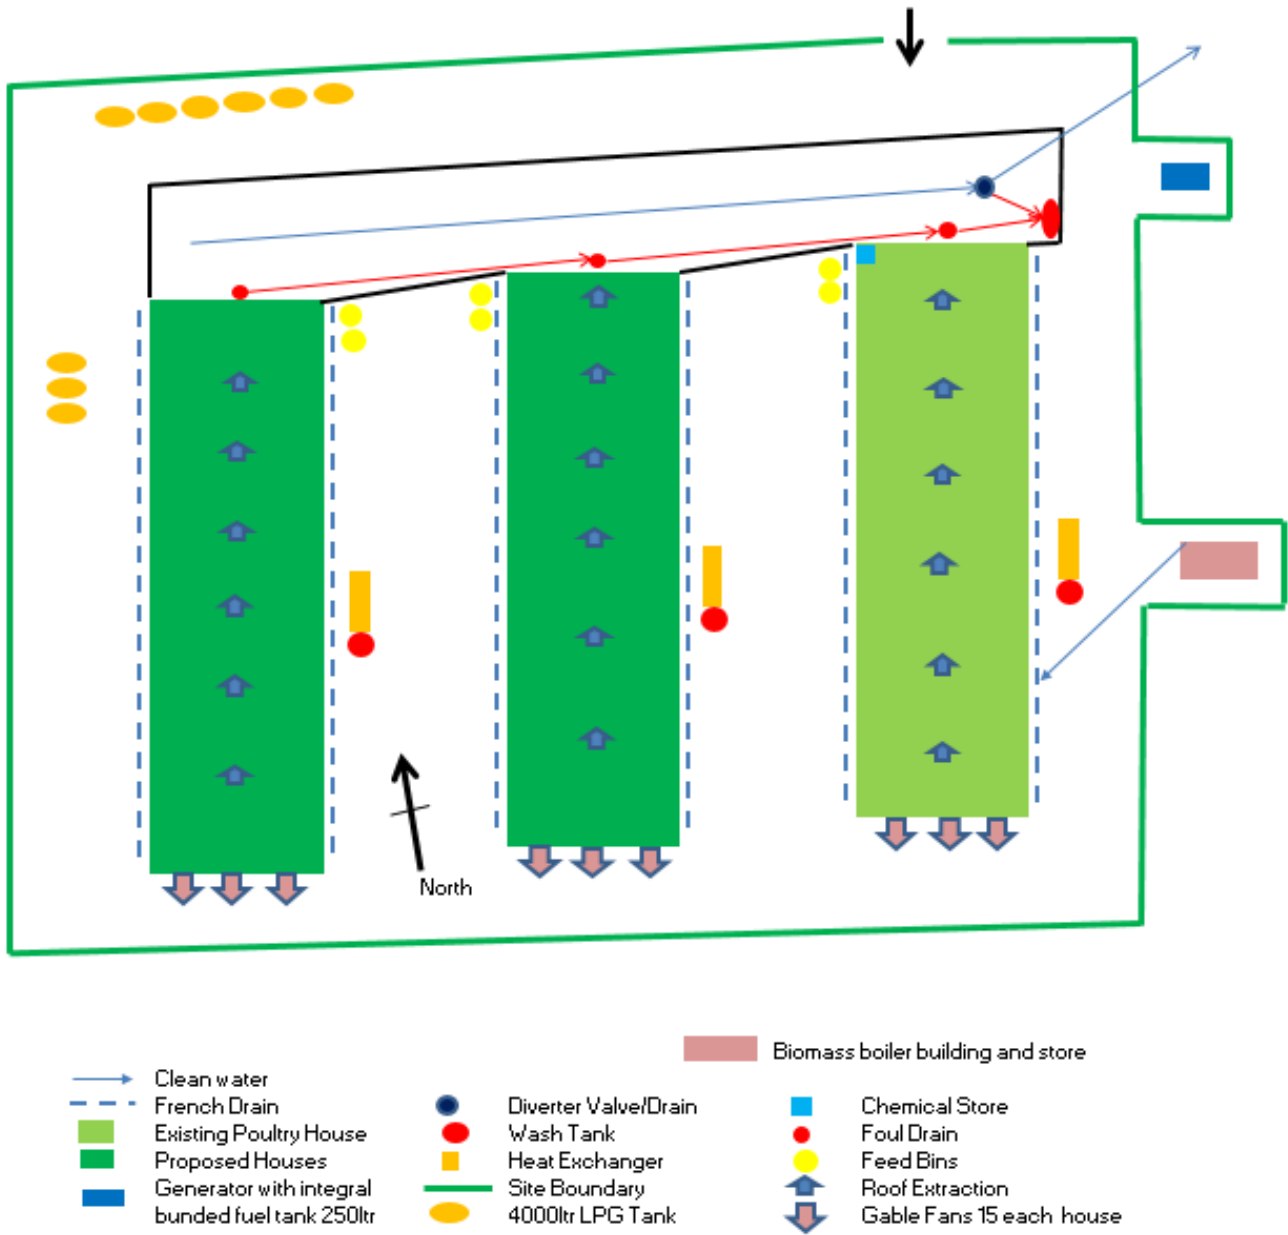 North
Biomass boiler building and store
Clean water
French Drain
Diverter Valve/Drain
Chemical Store
Existing Poultry House
Wash Tank
Foul Drain
Proposed Houses
Heat Exchanger
Feed Bins
Generator with integral
bunded fuel tank 250ltr
Site Boundary
Roof Extraction
4000ltr LPG Tank
Gable Fans 15 each house